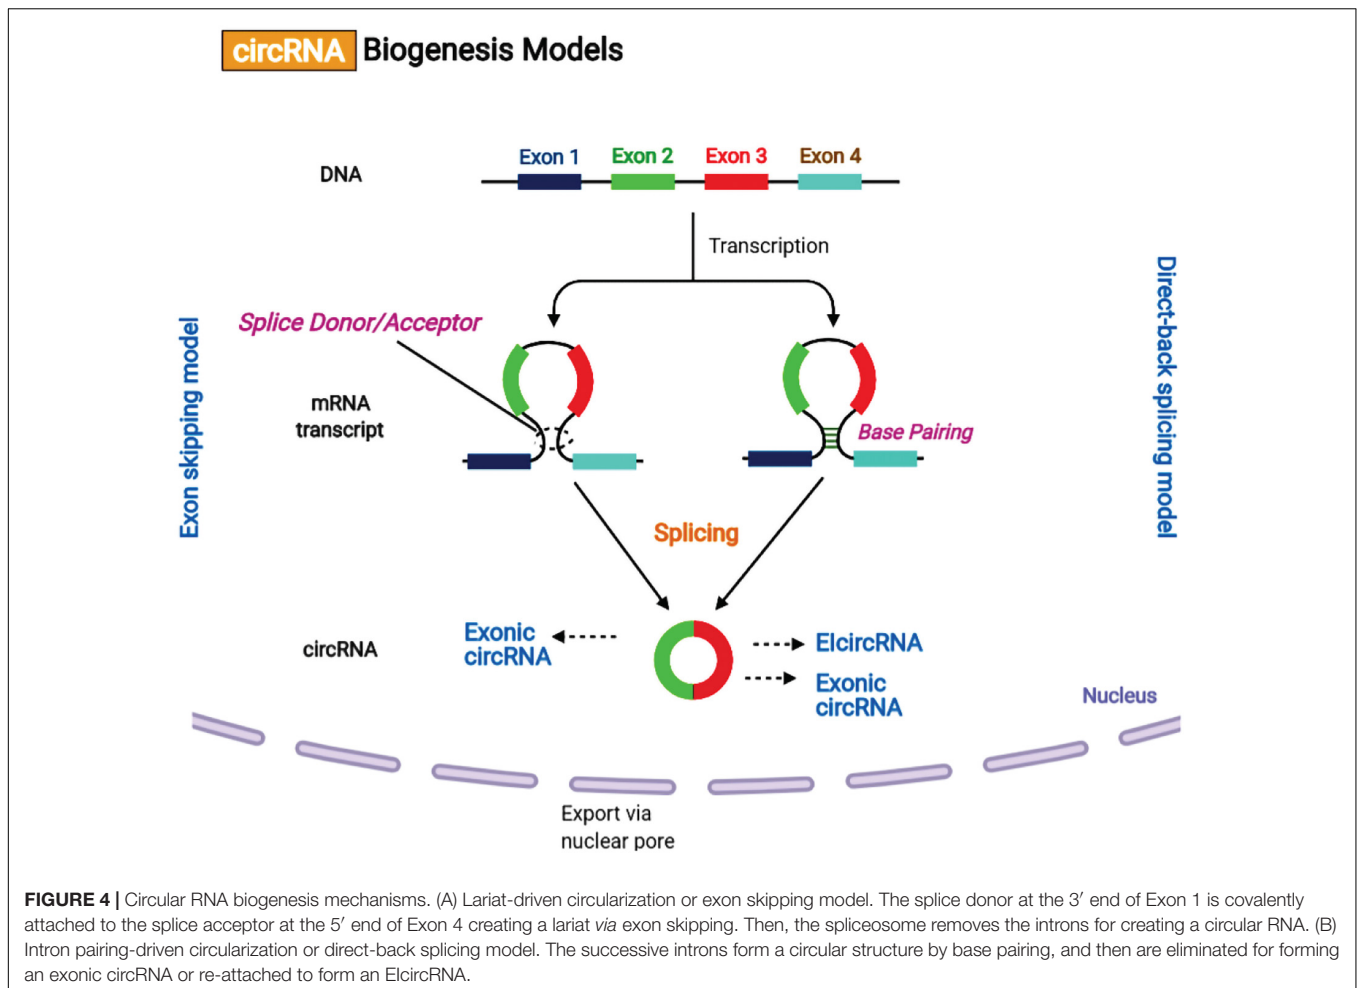 circRNA Biogenesis Models
Exon 1 Exon 2 Exon 3 Exon 4
DNA
Transcription
Splice Donor/Acceptor
Exon skipping model
Direct-back splicing model
mRNA
transcript
Base Pairing
Splicing
circRNA
Exonic
circRNA
ElcircRNA
Exonic
circRNA
Nucleus
Export via
nuclear pore
FIGURE 4 | Circular RNA biogenesis mechanisms. (A) Lariat-driven circularization or exon skipping model. The splice donor at the 3′ end of Exon 1 is covalently
attached to the splice acceptor at the 5′ end of Exon 4 creating a lariat via exon skipping. Then, the spliceosome removes the introns for creating a circular RNA. (B)
Intron pairing-driven circularization or direct-back splicing model. The successive introns form a circular structure by base pairing, and then are eliminated for forming
an exonic circRNA or re-attached to form an ElcircRNA.